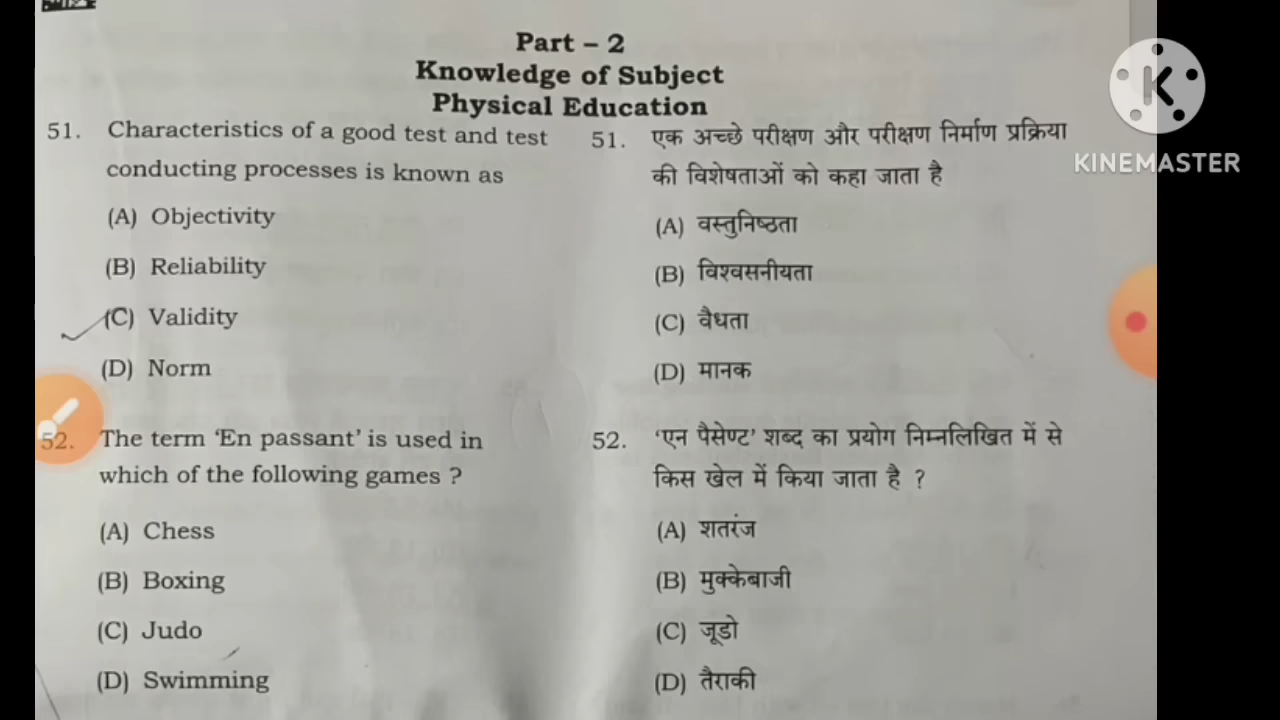 Part – 2
Knowledge of Subject
Physical Education
51. Characteristics of a good test and test
conducting processes is known as
(A) Objectivity
(B) Reliability
(C) Validity
(D) Norm
52. The term ‘En passant’ is used in
which of the following games ?
(A) Chess
(B) Boxing
(C) Judo
(D) Swimming
51. एक अच्छे परीक्षण और परीक्षण निर्माण प्रक्रिया
की विशेषताओं को कहा जाता है
(A) वस्तुनिष्ठता
(B) विश्वसनीयता
(C) वैधता
(D) मानक
52. ‘एन पैसेण्ट’ शब्द का प्रयोग निम्नलिखित में से
किस खेल में किया जाता है ?
(A) शतरंज
(B) मुक्केबाजी
(C) जूडो
(D) तैराकी
K
KINEMASTER